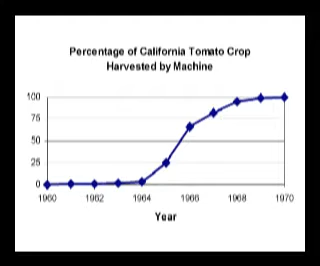 Percentage of California Tomato Crop
Harvested by Machine
100
75
50
25
0
1960 1962 1964 1966 1968 1970
Year